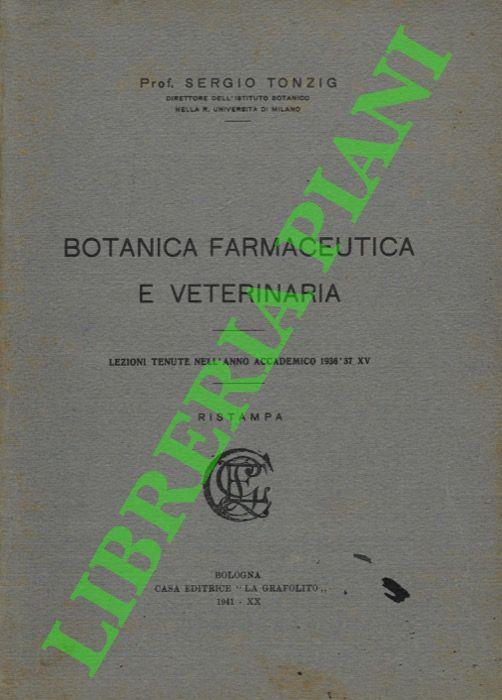 Prof. SERGIO TONZIG
DIRETTORE DELL'ISTITUTO BOTANICO
NELLA R. UNIVERSITÀ DI MILANO
BOTANICA FARMACEUTICA
E VETERINARIA
LEZIONI TENUTE NELL'ANNO ACCADEMICO 1936'37 XV
RISTAMPA
BOLOGNA
CASA EDITRICE "LA GRAFOLITO„
1941 - XX
LIBRERIA PIANI